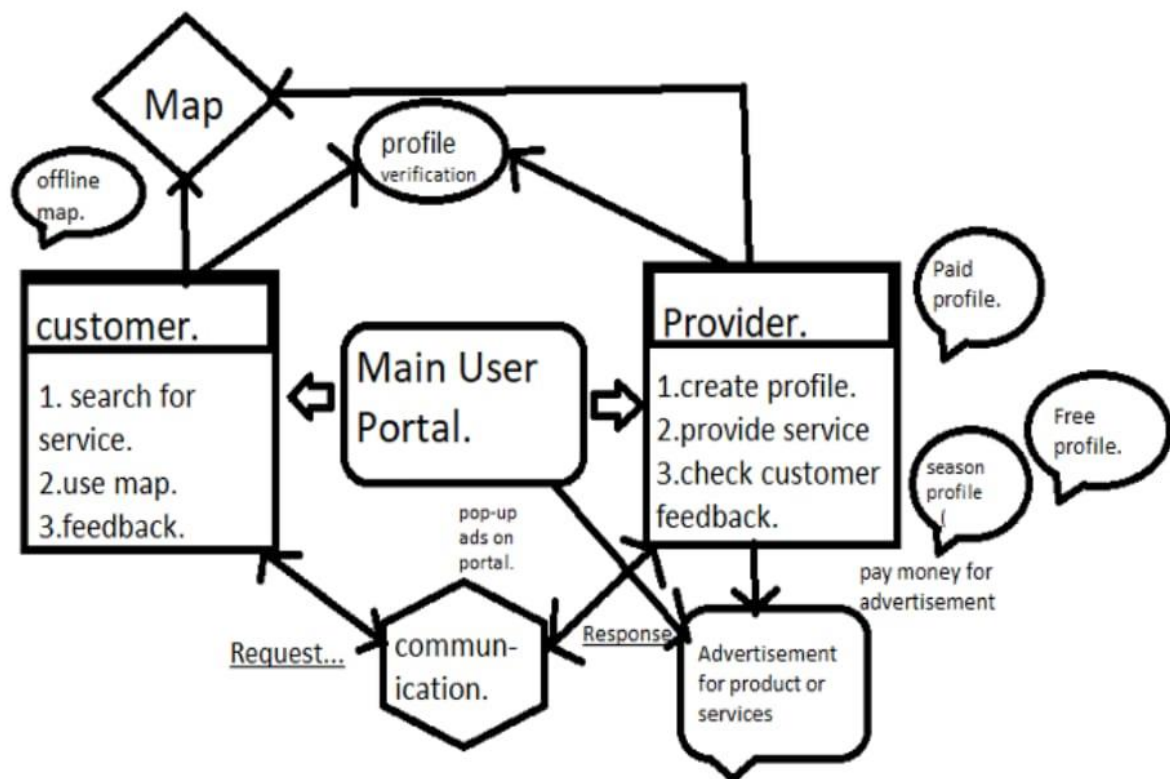 Map
profile
verification
offline
map.
Paid
profile.
customer.
Provider.
Main User
Portal.
1. search for
service.
2.use map.
3.feedback.
1.create profile.
2.provide service
3.check customer
feedback.
Free
profile.
season
profile
(
pop-up
ads on
portal.
pay money for
advertisement
Request...
commun-
ication.
Response
Advertisement
for product or
services